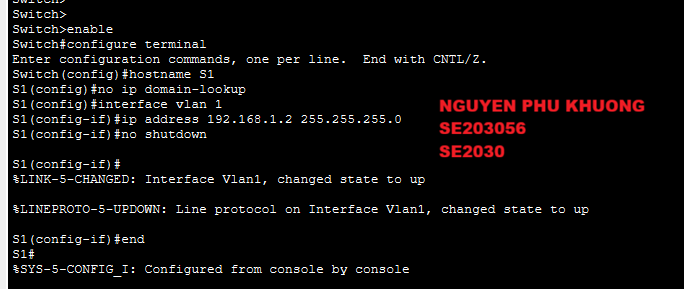 Switch>
Switch>
Switch>enable
Switch#configure terminal
Enter configuration commands, one per line.  End with CNTL/Z.
Switch(config)#hostname S1
S1(config)#no ip domain-lookup
S1(config)#interface vlan 1
S1(config-if)#ip address 192.168.1.2 255.255.255.0
S1(config-if)#no shutdown
NGUYEN PHU KHUONG
SE203056
SE2030
S1(config-if)#
%LINK-5-CHANGED: Interface Vlan1, changed state to up
%LINEPROTO-5-UPDOWN: Line protocol on Interface Vlan1, changed state to up
S1(config-if)#end
S1#
%SYS-5-CONFIG_I: Configured from console by console